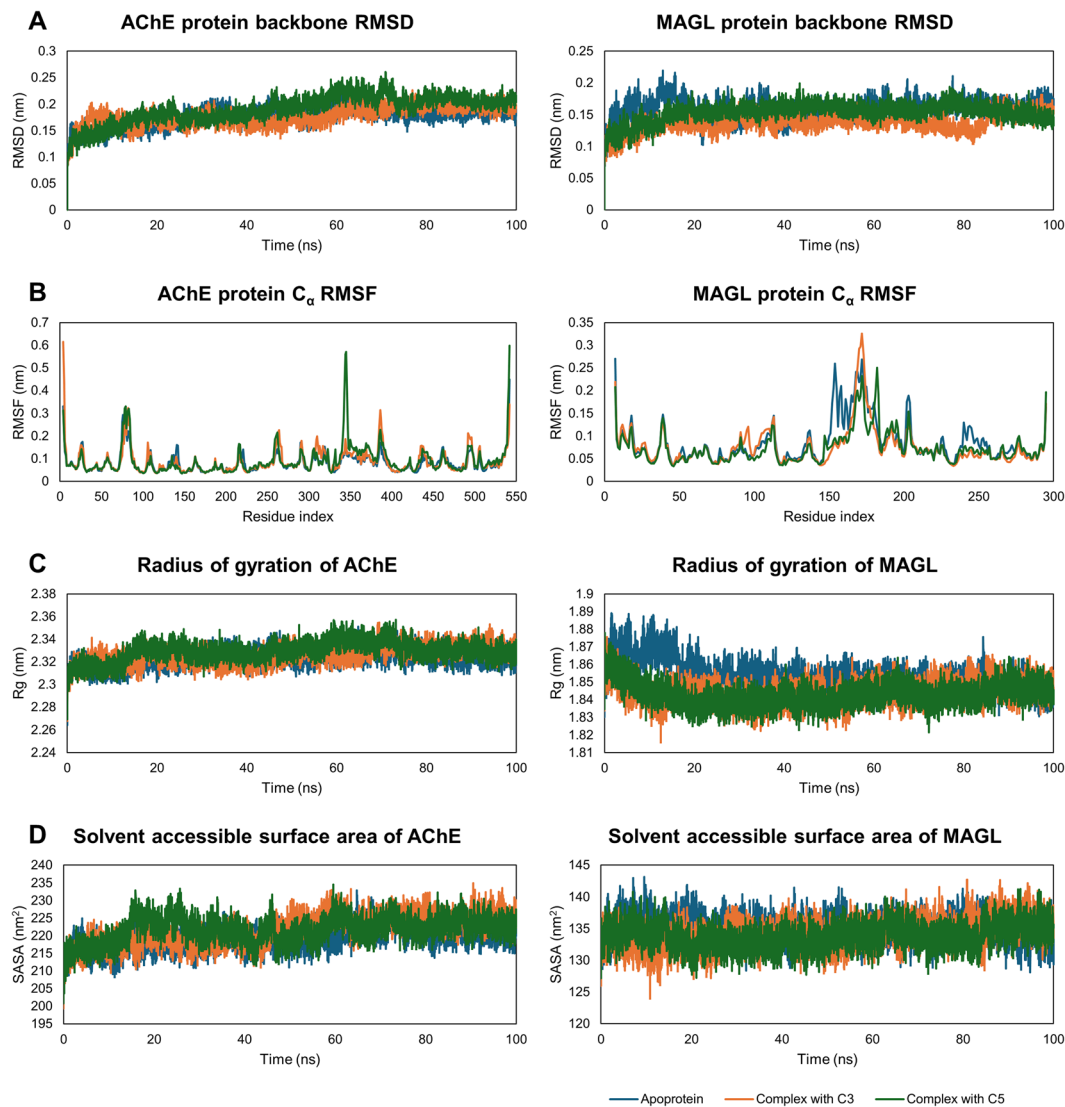 A
AChE protein backbone RMSD
MAGL protein backbone RMSD
RMSD (nm)
0.3
0.25
0.2
0.15
0.1
0.05
0
0 20 40 60 80 100
Time (ns)
RMSD (nm)
0.25
0.2
0.15
0.1
0.05
0
0 20 40 60 80 100
Time (ns)
B
AChE protein Cα RMSF
MAGL protein Cα RMSF
RMSF (nm)
0.7
0.6
0.5
0.4
0.3
0.2
0.1
0
0 50 100 150 200 250 300 350 400 450 500 550
Residue index
RMSF (nm)
0.35
0.3
0.25
0.2
0.15
0.1
0.05
0
0 50 100 150 200 250 300
Residue index
C
Radius of gyration of AChE
Radius of gyration of MAGL
Rg (nm)
2.38
2.36
2.34
2.32
2.3
2.28
2.26
2.24
0 20 40 60 80 100
Time (ns)
Rg (nm)
1.9
1.89
1.88
1.87
1.86
1.85
1.84
1.83
1.82
1.81
0 20 40 60 80 100
Time (ns)
D
Solvent accessible surface area of AChE
Solvent accessible surface area of MAGL
SASA (nm²)
240
235
230
225
220
215
210
205
200
195
0 20 40 60 80 100
Time (ns)
SASA (nm²)
145
140
135
130
125
120
0 20 40 60 80 100
Time (ns)
Apoprotein
Complex with C3
Complex with C5